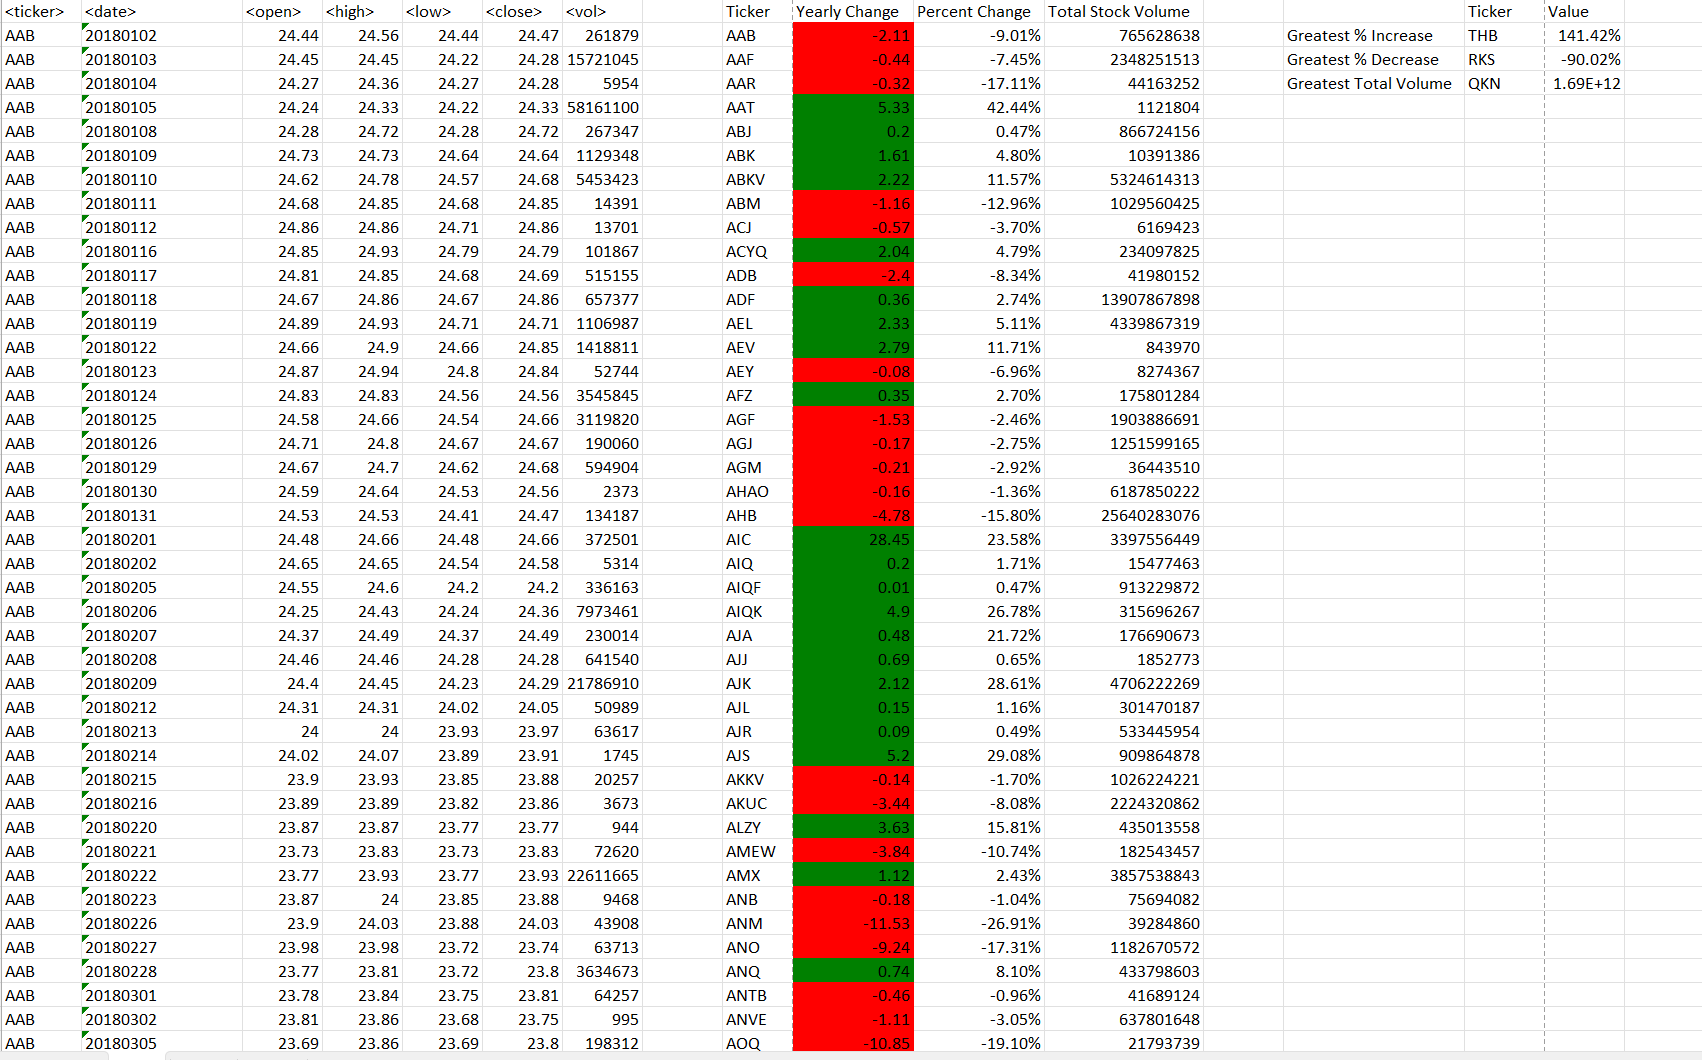 <ticker> <date> <open> <high> <low> <close> <vol> Ticker Yearly Change Percent Change Total Stock Volume Ticker Value
AAB 20180102 24.44 24.56 24.44 24.47 261879 AAB -2.11 -9.01% 765628638 Greatest % Increase THB 141.42%
AAB 20180103 24.45 24.45 24.22 24.28 15721045 AAF -0.44 -7.45% 2348251513 Greatest % Decrease RKS -90.02%
AAB 20180104 24.27 24.36 24.27 24.28 5954 AAR -0.32 -17.11% 44163252 Greatest Total Volume QKN 1.69E+12
AAB 20180105 24.24 24.33 24.22 24.33 58161100 AAT 5.33 42.44% 1121804
AAB 20180108 24.28 24.72 24.28 24.72 267347 ABJ 0.2 0.47% 866724156
AAB 20180109 24.73 24.73 24.64 24.64 1129348 ABK 1.61 4.80% 10391386
AAB 20180110 24.62 24.78 24.57 24.68 5453423 ABKV 2.22 11.57% 5324614313
AAB 20180111 24.68 24.85 24.68 24.85 14391 ABM -1.16 -12.96% 1029560425
AAB 20180112 24.86 24.86 24.71 24.86 13701 ACJ -0.57 -3.70% 6169423
AAB 20180116 24.85 24.93 24.79 24.79 101867 ACYQ 2.04 4.79% 234097825
AAB 20180117 24.81 24.85 24.68 24.69 515155 ADB -2.4 -8.34% 41980152
AAB 20180118 24.67 24.86 24.67 24.86 657377 ADF 0.36 2.74% 13907867898
AAB 20180119 24.89 24.93 24.71 24.71 1106987 AEL 2.33 5.11% 4339867319
AAB 20180122 24.66 24.9 24.66 24.85 1418811 AEV 2.79 11.71% 843970
AAB 20180123 24.87 24.94 24.8 24.84 52744 AEY -0.08 -6.96% 8274367
AAB 20180124 24.83 24.83 24.56 24.56 3545845 AFZ 0.35 2.70% 175801284
AAB 20180125 24.58 24.66 24.54 24.66 3119820 AGF -1.53 -2.46% 1903886691
AAB 20180126 24.71 24.8 24.67 24.67 190060 AGJ -0.17 -2.75% 1251599165
AAB 20180129 24.67 24.7 24.62 24.68 594904 AGM -0.21 -2.92% 36443510
AAB 20180130 24.59 24.64 24.53 24.56 2373 AHAO -0.16 -1.36% 6187850222
AAB 20180131 24.53 24.53 24.41 24.47 134187 AHB -4.78 -15.80% 25640283076
AAB 20180201 24.48 24.66 24.48 24.66 372501 AIC 28.45 23.58% 3397556449
AAB 20180202 24.65 24.65 24.54 24.58 5314 AIQ 0.2 1.71% 15477463
AAB 20180205 24.55 24.6 24.2 24.2 336163 AIQF 0.01 0.47% 913229872
AAB 20180206 24.25 24.43 24.24 24.36 7973461 AIQK 4.9 26.78% 315696267
AAB 20180207 24.37 24.49 24.37 24.49 230014 AJA 0.48 21.72% 176690673
AAB 20180208 24.46 24.46 24.28 24.28 641540 AJJ 0.69 0.65% 1852773
AAB 20180209 24.4 24.45 24.23 24.29 21786910 AJK 2.12 28.61% 4706222269
AAB 20180212 24.31 24.31 24.02 24.05 50989 AJL 0.15 1.16% 301470187
AAB 20180213 24 24 23.93 23.97 63617 AJR 0.09 0.49% 533445954
AAB 20180214 24.02 24.07 23.89 23.91 1745 AJS 5.2 29.08% 909864878
AAB 20180215 23.9 23.93 23.85 23.88 20257 AKKV -0.14 -1.70% 1026224221
AAB 20180216 23.89 23.89 23.82 23.86 3673 AKUC -3.44 -8.08% 2224320862
AAB 20180220 23.87 23.87 23.77 23.77 944 ALZY 3.63 15.81% 435013558
AAB 20180221 23.73 23.83 23.73 23.83 72620 AMEW -3.84 -10.74% 182543457
AAB 20180222 23.77 23.93 23.77 23.93 22611665 AMX 1.12 2.43% 3857538843
AAB 20180223 23.87 24 23.85 23.88 9468 ANB -0.18 -1.04% 75694082
AAB 20180226 23.9 24.03 23.88 24.03 43908 ANM -11.53 -26.91% 39284860
AAB 20180227 23.98 23.98 23.72 23.74 63713 ANO -9.24 -17.31% 1182670572
AAB 20180228 23.77 23.81 23.72 23.8 3634673 ANQ 0.74 8.10% 433798603
AAB 20180301 23.78 23.84 23.75 23.81 64257 ANTB -0.46 -0.96% 41689124
AAB 20180302 23.81 23.86 23.68 23.75 995 ANVE -1.11 -3.05% 637801648
AAB 20180305 23.69 23.86 23.69 23.8 198312 AOQ -10.85 -19.10% 21793739